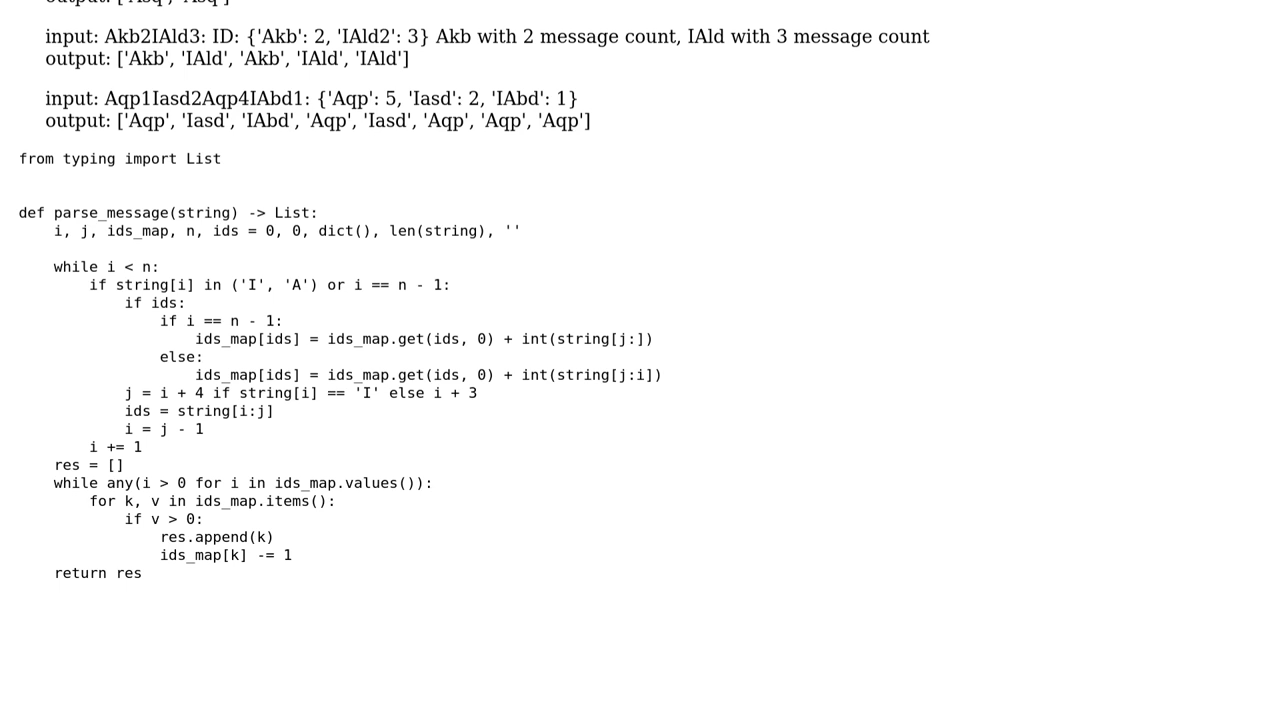 output: ['Asq', 'Asq']
input: Akb2IAld3: ID: {'Akb': 2, 'IAld2': 3} Akb with 2 message count, IAld with 3 message count
output: ['Akb', 'IAld', 'Akb', 'IAld', 'IAld']
input: Aqp1Iasd2Aqp4IAbd1: {'Aqp': 5, 'Iasd': 2, 'IAbd': 1}
output: ['Aqp', 'Iasd', 'IAbd', 'Aqp', 'Iasd', 'Aqp', 'Aqp', 'Aqp']
from typing import List
def parse_message(string) -> List:
    i, j, ids_map, n, ids = 0, 0, dict(), len(string), ''
    while i < n:
        if string[i] in ('I', 'A') or i == n - 1:
            if ids:
                if i == n - 1:
                    ids_map[ids] = ids_map.get(ids, 0) + int(string[j:])
                else:
                    ids_map[ids] = ids_map.get(ids, 0) + int(string[j:i])
            j = i + 4 if string[i] == 'I' else i + 3
            ids = string[i:j]
            i = j - 1
        i += 1
    res = []
    while any(i > 0 for i in ids_map.values()):
        for k, v in ids_map.items():
            if v > 0:
                res.append(k)
                ids_map[k] -= 1
    return res